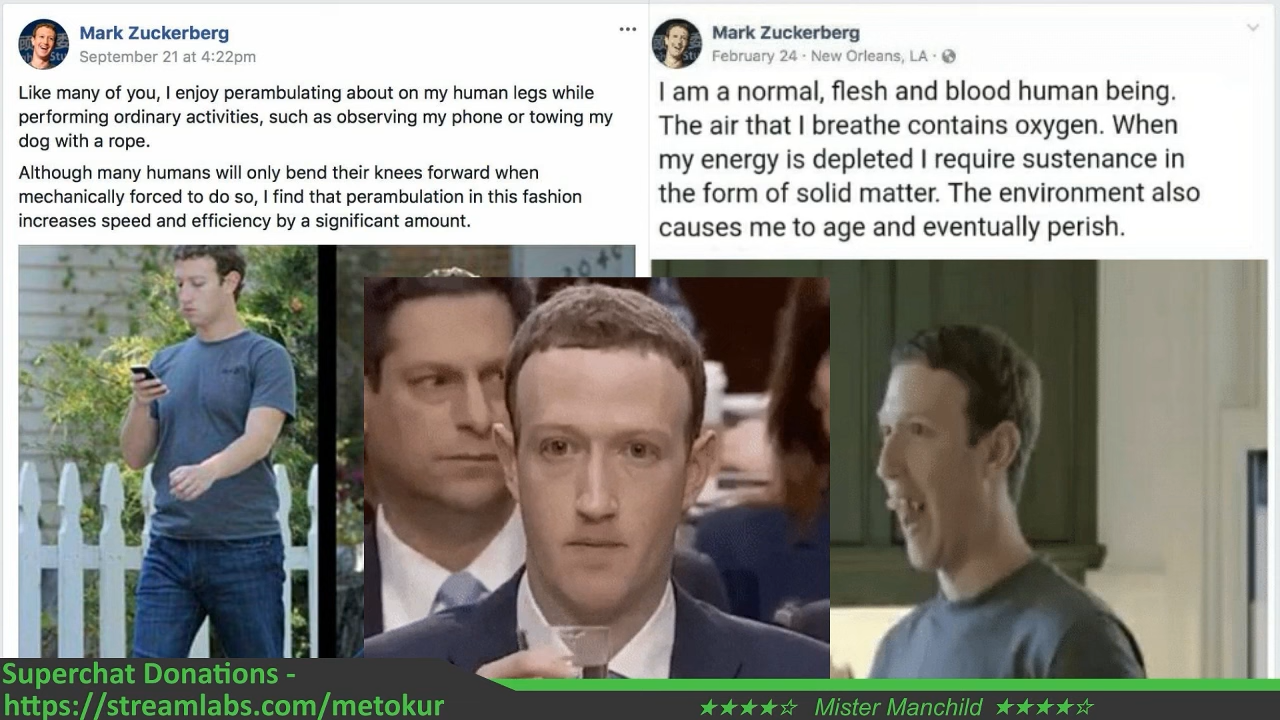 Mark Zuckerberg
September 21 at 4:22pm
Like many of you, I enjoy perambulating about on my human legs while
performing ordinary activities, such as observing my phone or towing my
dog with a rope.
Although many humans will only bend their knees forward when
mechanically forced to do so, I find that perambulation in this fashion
increases speed and efficiency by a significant amount.
Mark Zuckerberg
February 24 · New Orleans, LA ·
I am a normal, flesh and blood human being.
The air that I breathe contains oxygen. When
my energy is depleted I require sustenance in
the form of solid matter. The environment also
causes me to age and eventually perish.
Superchat Donations -
https://streamlabs.com/metokur
★★★★☆ Mister Manchild ★★★★☆